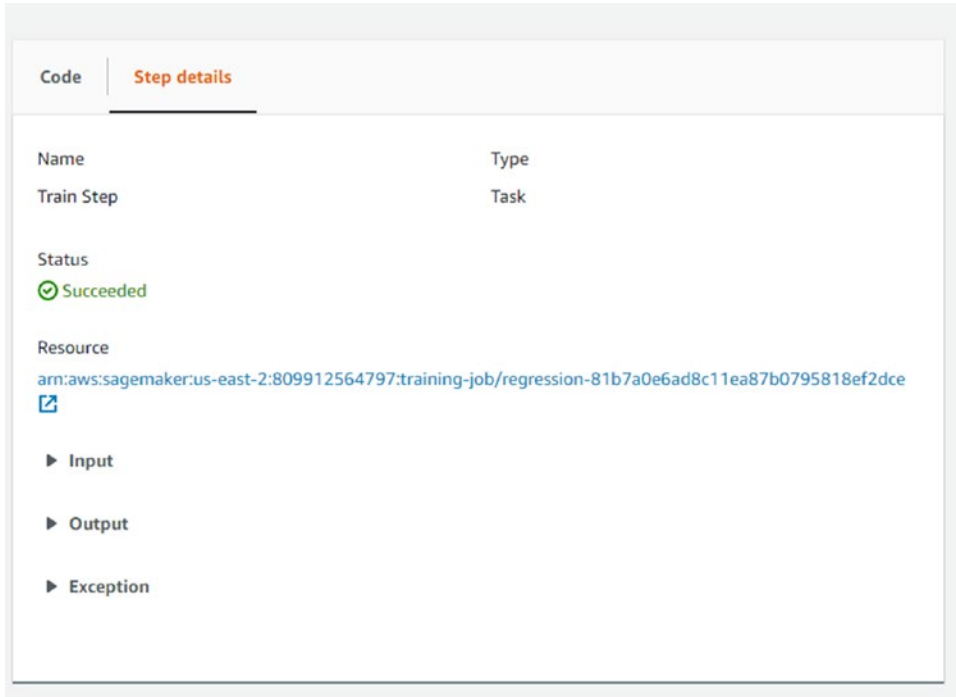 Code
Step details
Name
Type
Train Step
Task
Status
Succeeded
Resource
arn:aws:sagemaker:us-east-2:809912564797:training-job/regression-81b7a0e6ad8c11ea87b0795818ef2dce
Input
Output
Exception